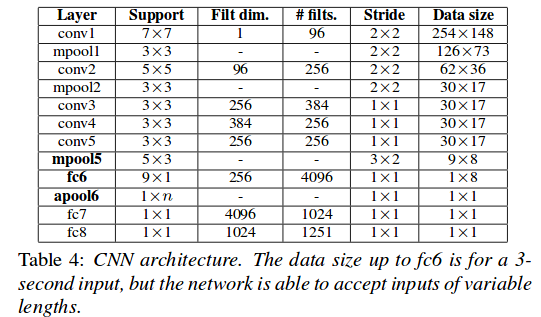 Layer Support Filt dim. # filts. Stride Data size
conv1 7×7 1 96 2×2 254×148
mpool1 3×3 - - 2×2 126×73
conv2 5×5 96 256 2×2 62×36
mpool2 3×3 - - 2×2 30×17
conv3 3×3 256 384 1×1 30×17
conv4 3×3 384 256 1×1 30×17
conv5 3×3 256 256 1×1 30×17
mpool5 5×3 - - 3×2 9×8
fc6 9×1 256 4096 1×1 1×8
apool6 1×n - - 1×1 1×1
fc7 1×1 4096 1024 1×1 1×1
fc8 1×1 1024 1251 1×1 1×1
Table 4: CNN architecture. The data size up to fc6 is for a 3-
second input, but the network is able to accept inputs of variable
lengths.